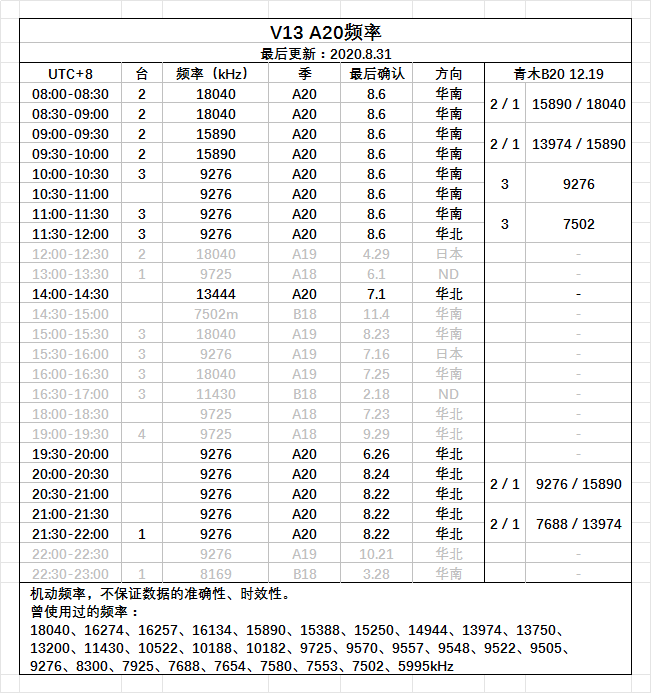 V13 A20频率
最后更新：2020.8.31
UTC+8 台 频率（kHz） 季 最后确认 方向 青木B20 12.19
08:00-08:30 2 18040 A20 8.6 华南 2 / 1 15890 / 18040
08:30-09:00 2 18040 A20 8.6 华南
09:00-09:30 2 15890 A20 8.6 华南 2 / 1 13974 / 15890
09:30-10:00 2 15890 A20 8.6 华南
10:00-10:30 3 9276 A20 8.6 华南 3 9276
10:30-11:00 9276 A20 8.6 华南
11:00-11:30 3 9276 A20 8.6 华南 3 7502
11:30-12:00 3 9276 A20 8.6 华北
12:00-12:30 2 18040 A19 4.29 日本 -
13:00-13:30 1 9725 A18 6.1 ND -
14:00-14:30 13444 A20 7.1 华北 -
14:30-15:00 7502m B18 11.4 华南 -
15:00-15:30 3 18040 A19 8.23 华南 -
15:30-16:00 3 9276 A19 7.16 日本 -
16:00-16:30 3 18040 A19 7.25 华南 -
16:30-17:00 3 11430 B18 2.18 ND -
18:00-18:30 9725 A18 7.23 华北 -
19:00-19:30 4 9725 A18 9.29 华北 -
19:30-20:00 9276 A20 6.26 华北 -
20:00-20:30 9276 A20 8.24 华北 2 / 1 9276 / 15890
20:30-21:00 9276 A20 8.22 华北
21:00-21:30 9276 A20 8.22 华北 2 / 1 7688 / 13974
21:30-22:00 1 9276 A20 8.22 华北
22:00-22:30 9276 A19 10.21 华北 -
22:30-23:00 1 8169 B18 3.28 华南 -
机动频率，不保证数据的准确性、时效性。
曾使用过的频率：
18040、16274、16257、16134、15890、15388、15250、14944、13974、13750、
13200、11430、10522、10188、10182、9725、9570、9557、9548、9522、9505、
9276、8300、7925、7688、7654、7580、7553、7502、5995kHz